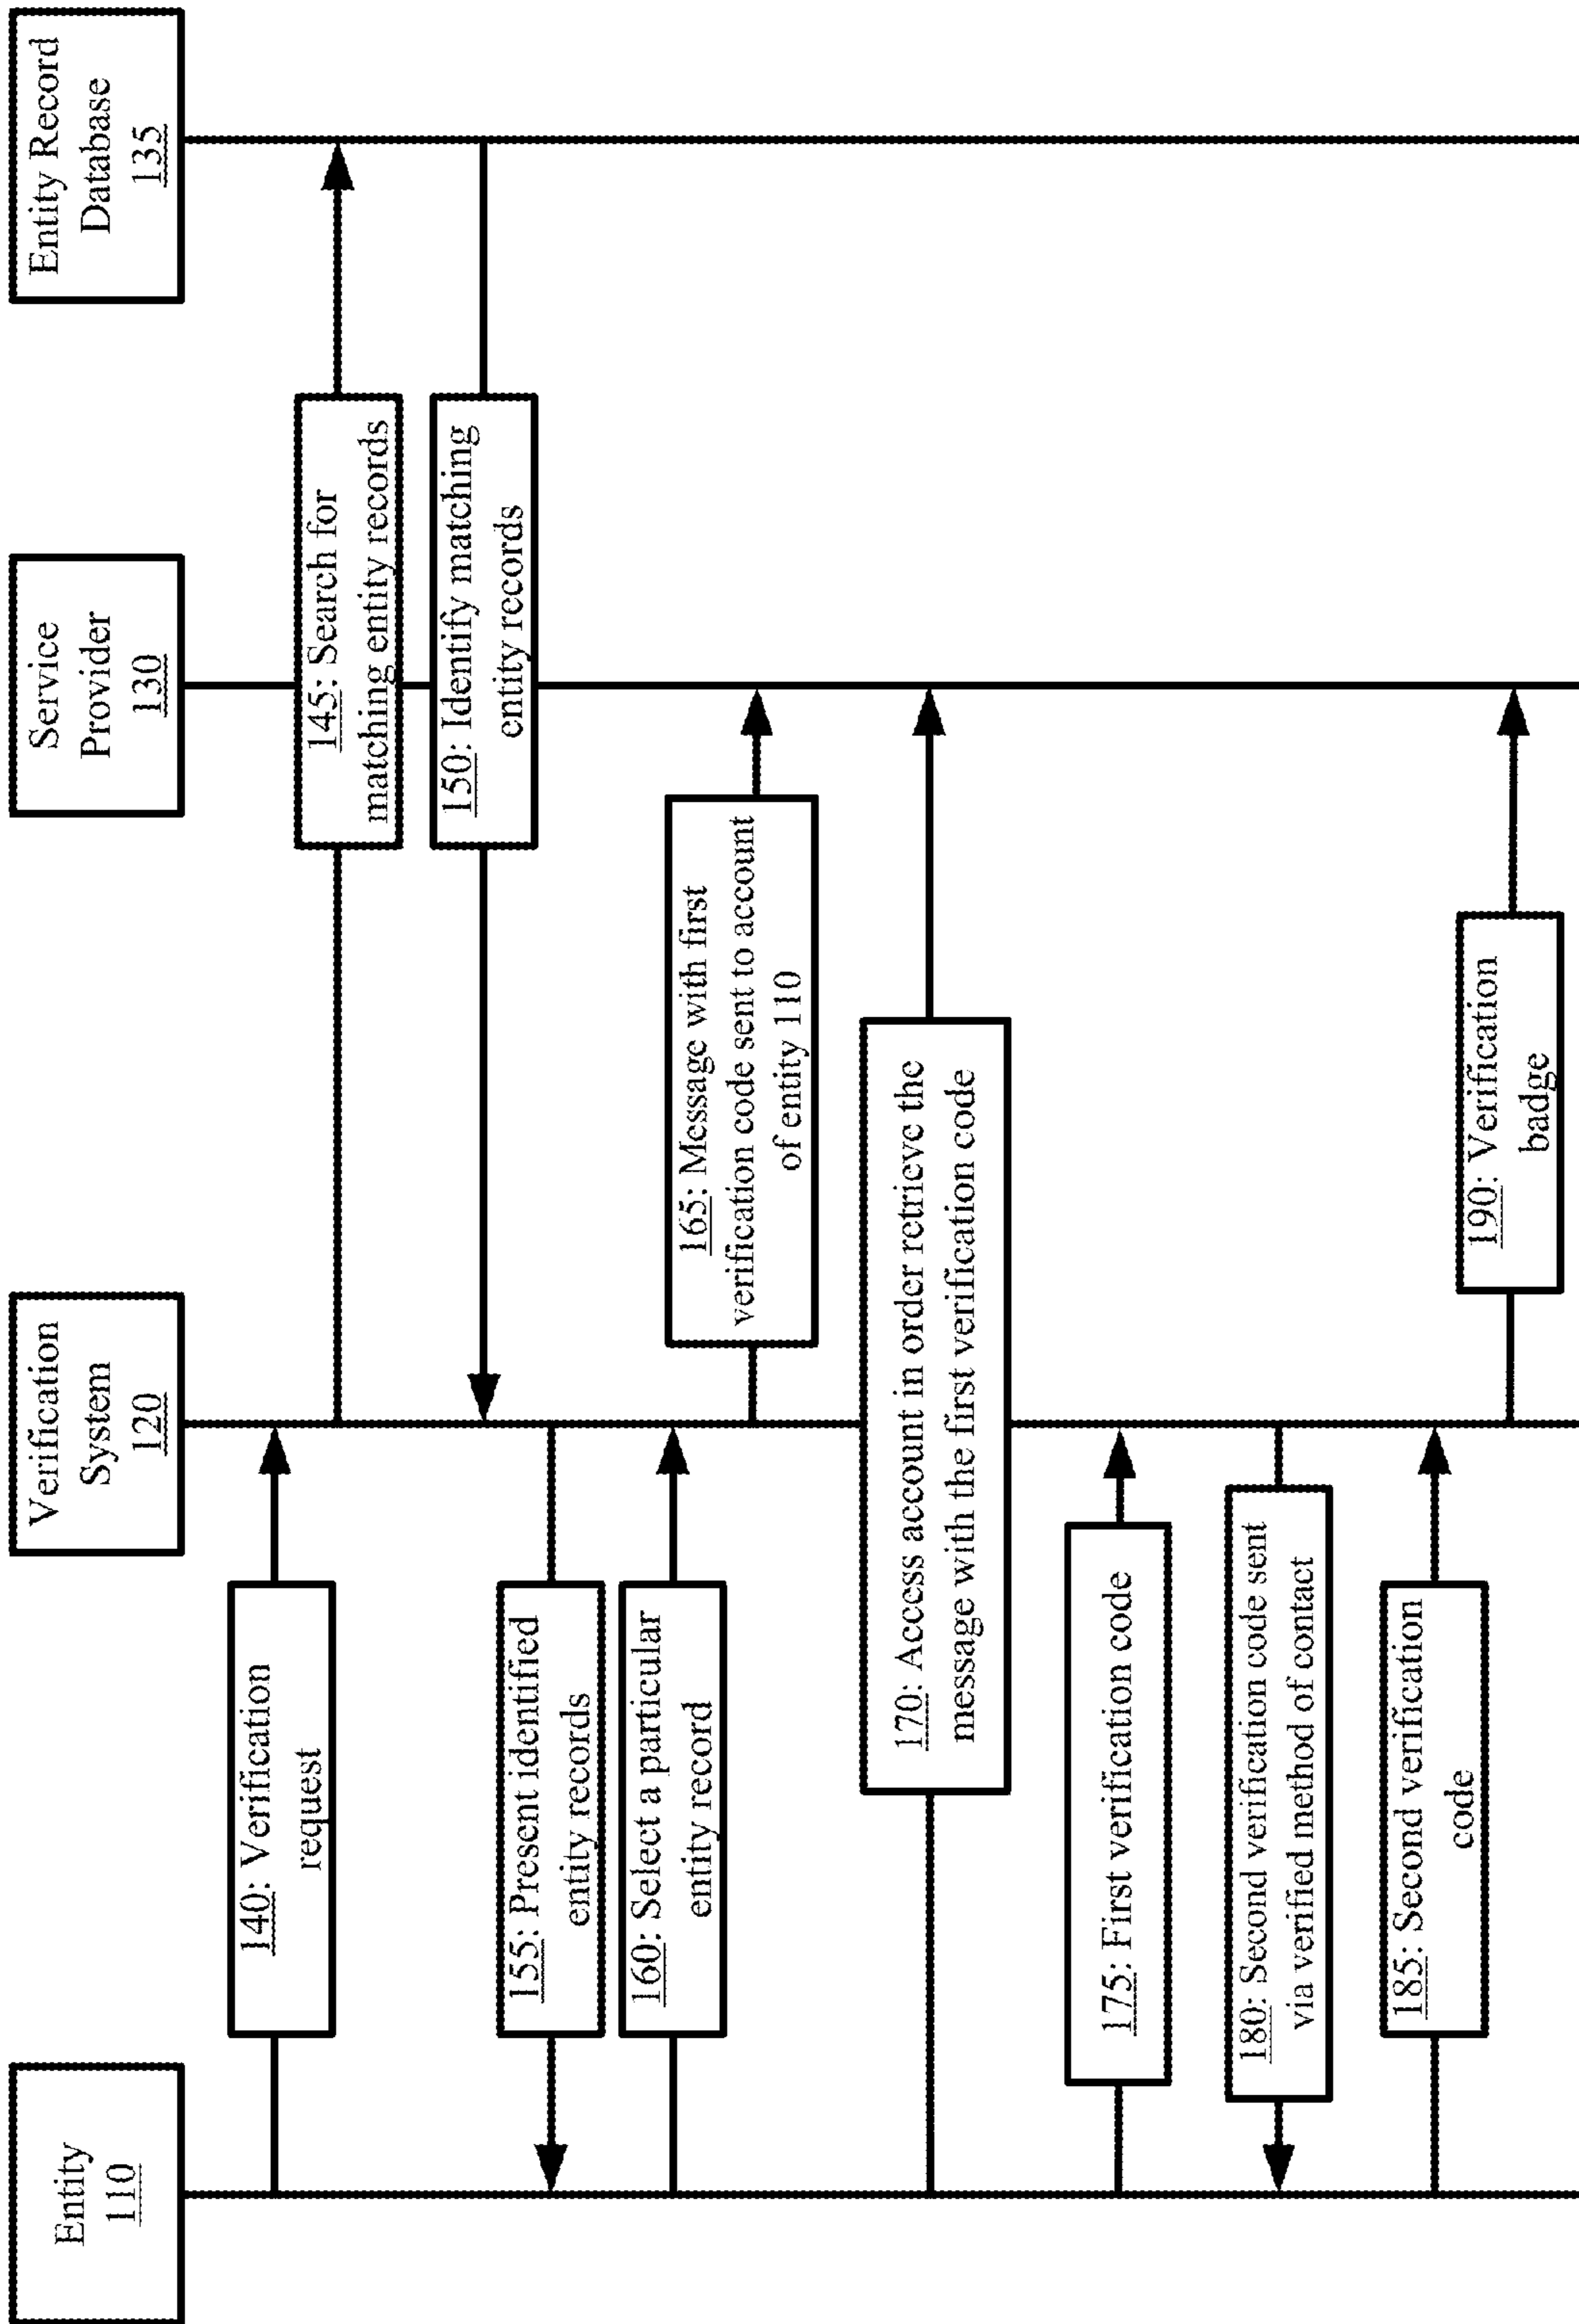 Entity
110
Verification
System
120
Service
Provider
130
Entity Record
Database
135
140: Verification
request
145: Search for
matching entity records
150: Identify matching
entity records
155: Present identified
entity records
160: Select a particular
entity record
165: Message with first
verification code sent to account
of entity 110
170: Access account in order retrieve the
message with the first verification code
175: First verification code
180: Second verification code sent
via verified method of contact
185: Second verification
code
190: Verification
badge